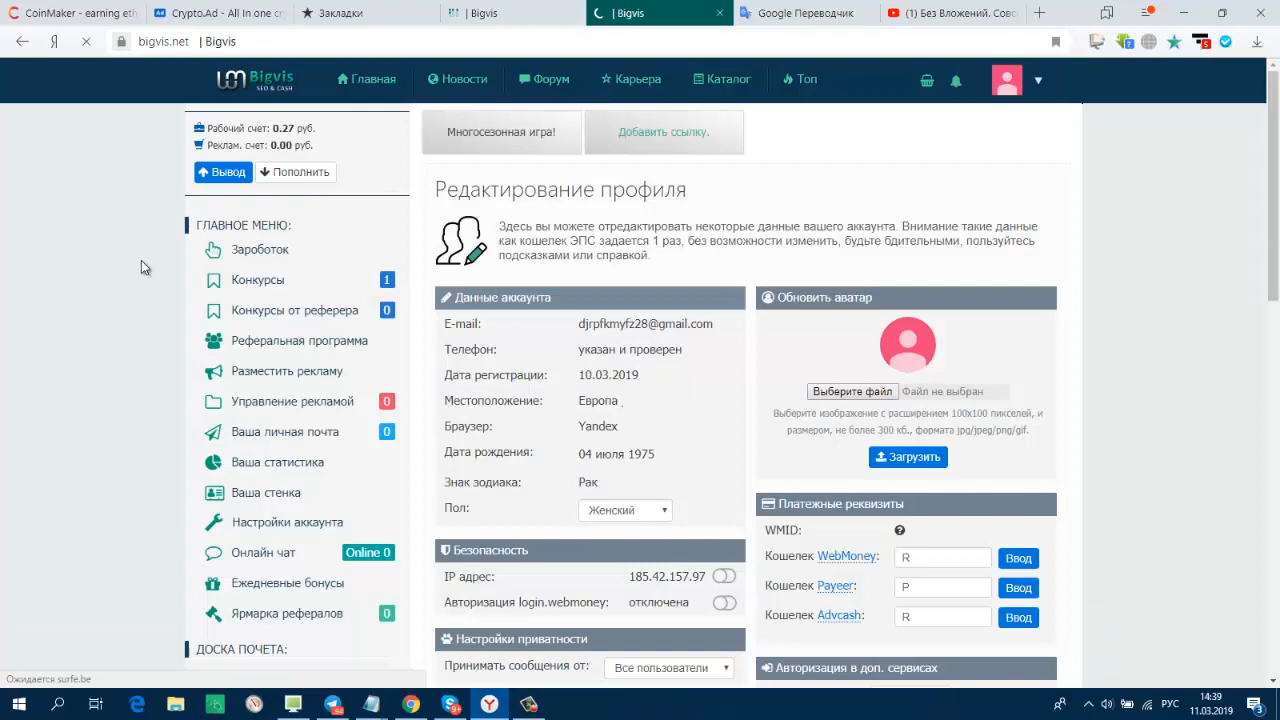 CoinMaker - earning eth
Crypto.Ad - All in one cr
Закладки
| Bigvis
| Bigvis
Google Переводчик
(1) Без Вложений. Совс
Я
bigvis.net | Bigvis
Bigvis
SEO & CASH
Главная
Новости
Форум
Карьера
Каталог
Топ
Рабочий счет: 0.27 руб.
Реклам. счет: 0.00 руб.
Вывод
Пополнить
ГЛАВНОЕ МЕНЮ:
Зароботок
Конкурсы 1
Конкурсы от реферера 0
Реферальная программа
Разместить рекламу
Управление рекламой 0
Ваша личная почта 0
Ваша статистика
Ваша стенка
Настройки аккаунта
Онлайн чат Online 0
Ежедневные бонусы
Ярмарка рефералов 0
ДОСКА ПОЧЕТА:
Многосезонная игра!
Добавить ссылку.
Редактирование профиля
Здесь вы можете отредактировать некоторые данные вашего аккаунта. Внимание такие данные
как кошелек ЭПС задается 1 раз, без возможности изменить, будьте бдительными, пользуйтесь
подсказками или справкой.
Данные аккаунта
E-mail: djrpfkmyfz28@gmail.com
Телефон: указан и проверен
Дата регистрации: 10.03.2019
Местоположение: Европа
Браузер: Yandex
Дата рождения: 04 июля 1975
Знак зодиака: Рак
Пол: Женский
Безопасность
IP адрес: 185.42.157.97
Авторизация login.webmoney: отключена
Настройки приватности
Принимать сообщения от: Все пользователи
Обновить аватар
Выберите файл Файл не выбран
Выберите изображение с расширением 100x100 пикселей, и
размером, не более 300 кб., формата jpg/jpeg/png/gif.
Загрузить
Платежные реквизиты
WMID:
Кошелек WebMoney: R Ввод
Кошелек Payeer: P Ввод
Кошелек Advcash: R Ввод
Авторизация в доп. сервисах
Ожидается surfe.be
РУС
14:39
11.03.2019
3